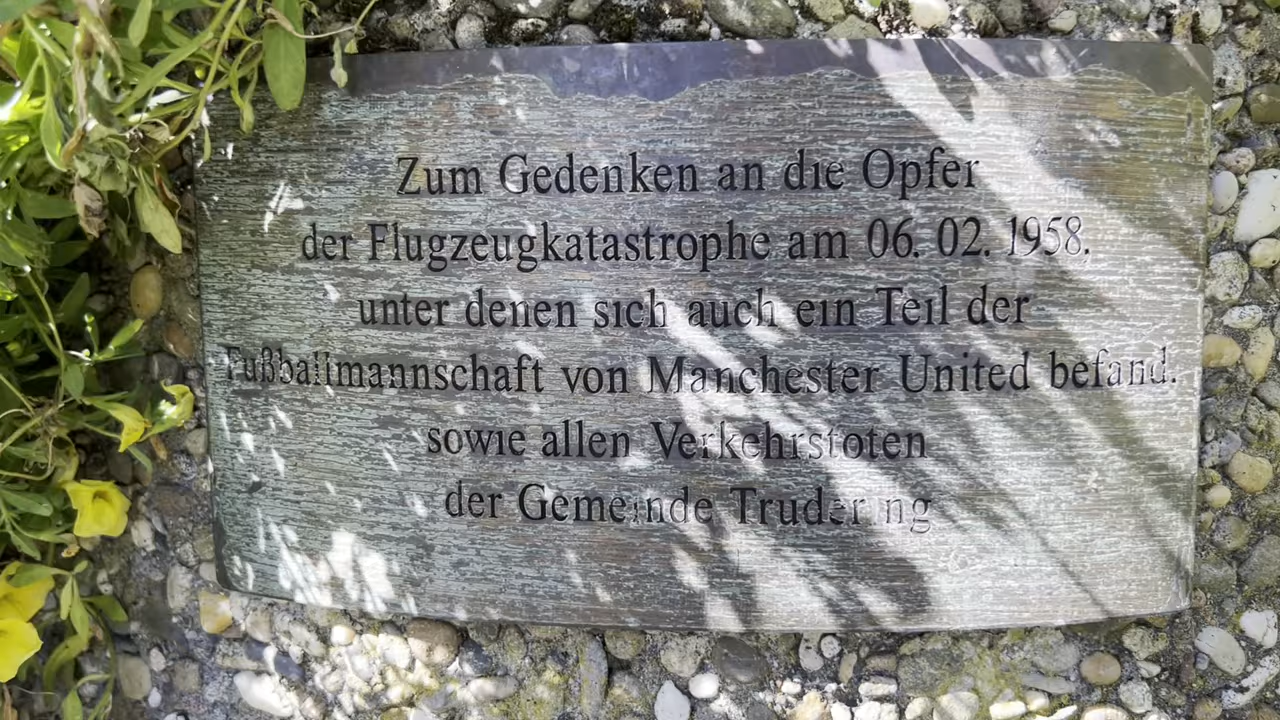 Zum Gedenken an die Opfer
der Flugzeugkatastrophe am 06. 02. 1958.
unter denen sich auch ein Teil der
Fußballmannschaft von Manchester United befand.
sowie allen Verkehrstoten
der Gemeinde Trudering